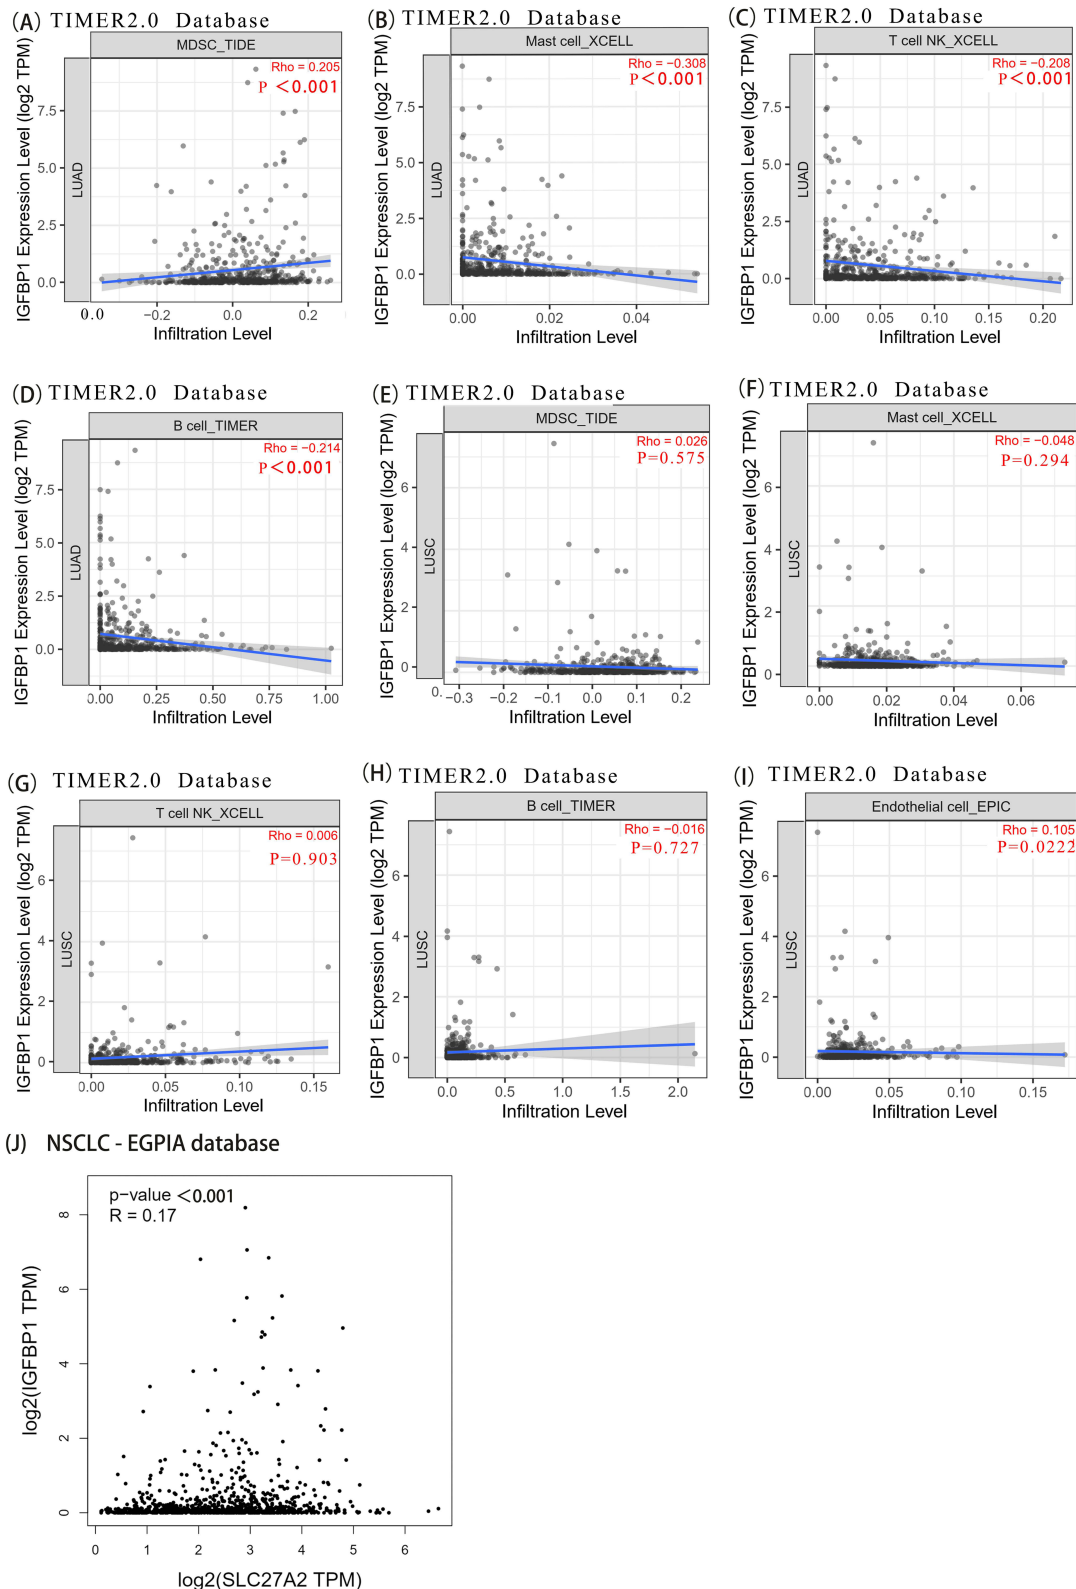 (A) TIMER2.0 Database
MDSC_TIDE
Rho = 0.205
P <0.001
IGFBP1 Expression Level (log2 TPM)
LUAD
7.5
5.0
2.5
0.0
0.0
−0.2
0.0
0.2
Infiltration Level
(B) TIMER2.0 Database
Mast cell_XCELL
Rho = −0.308
P<0.001
IGFBP1 Expression Level (log2 TPM)
LUAD
7.5
5.0
2.5
0.0
0.00
0.02
0.04
Infiltration Level
(C) TIMER2.0 Database
T cell NK_XCELL
Rho = −0.208
P<0.001
IGFBP1 Expression Level (log2 TPM)
LUAD
7.5
5.0
2.5
0.0
0.00
0.05
0.10
0.15
0.20
Infiltration Level
(D) TIMER2.0 Database
B cell_TIMER
Rho = −0.214
P<0.001
IGFBP1 Expression Level (log2 TPM)
LUAD
7.5
5.0
2.5
0.0
0.00
0.25
0.50
0.75
1.00
Infiltration Level
(E) TIMER2.0 Database
MDSC_TIDE
Rho = 0.026
P=0.575
IGFBP1 Expression Level (log2 TPM)
LUSC
6
4
2
0
0.
−0.3
−0.2
−0.1
0.0
0.1
0.2
Infiltration Level
(F) TIMER2.0 Database
Mast cell_XCELL
Rho = −0.048
P=0.294
IGFBP1 Expression Level (log2 TPM)
LUSC
6
4
2
0
0.00
0.02
0.04
0.06
Infiltration Level
(G) TIMER2.0 Database
T cell NK_XCELL
Rho = 0.006
P=0.903
IGFBP1 Expression Level (log2 TPM)
LUSC
6
4
2
0
0.00
0.05
0.10
0.15
Infiltration Level
(H) TIMER2.0 Database
B cell_TIMER
Rho = −0.016
P=0.727
IGFBP1 Expression Level (log2 TPM)
LUSC
6
4
2
0
0.0
0.5
1.0
1.5
2.0
Infiltration Level
(I) TIMER2.0 Database
Endothelial cell_EPIC
Rho = 0.105
P=0.0222
IGFBP1 Expression Level (log2 TPM)
LUSC
6
4
2
0
0.00
0.05
0.10
0.15
Infiltration Level
(J) NSCLC - EGPIA database
p−value <0.001
R = 0.17
log2(IGFBP1 TPM)
8
6
4
2
0
0
1
2
3
4
5
6
log2(SLC27A2 TPM)